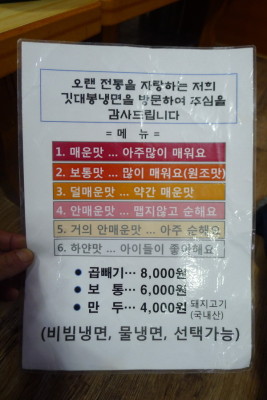 오랜 전통을 자랑하는 저희
깃대봉냉면을 방문하여 주심을
감사드립니다
= 메 뉴 =
1. 매운맛 ... 아주많이 매워요
2. 보통맛 ... 많이 매워요(원조맛)
3. 덜매운맛 ... 약간 매운맛
4. 안매운맛 ... 맵지않고 순해요
5. 거의 안매운맛 ... 아주 순해요
6. 하얀맛 ... 아이들이 좋아해요
● 곱빼기... 8,000원
● 보 통... 6,000원
● 만 두... 4,000원 돼지고기
(국내산)
(비빔냉면, 물냉면, 선택가능)